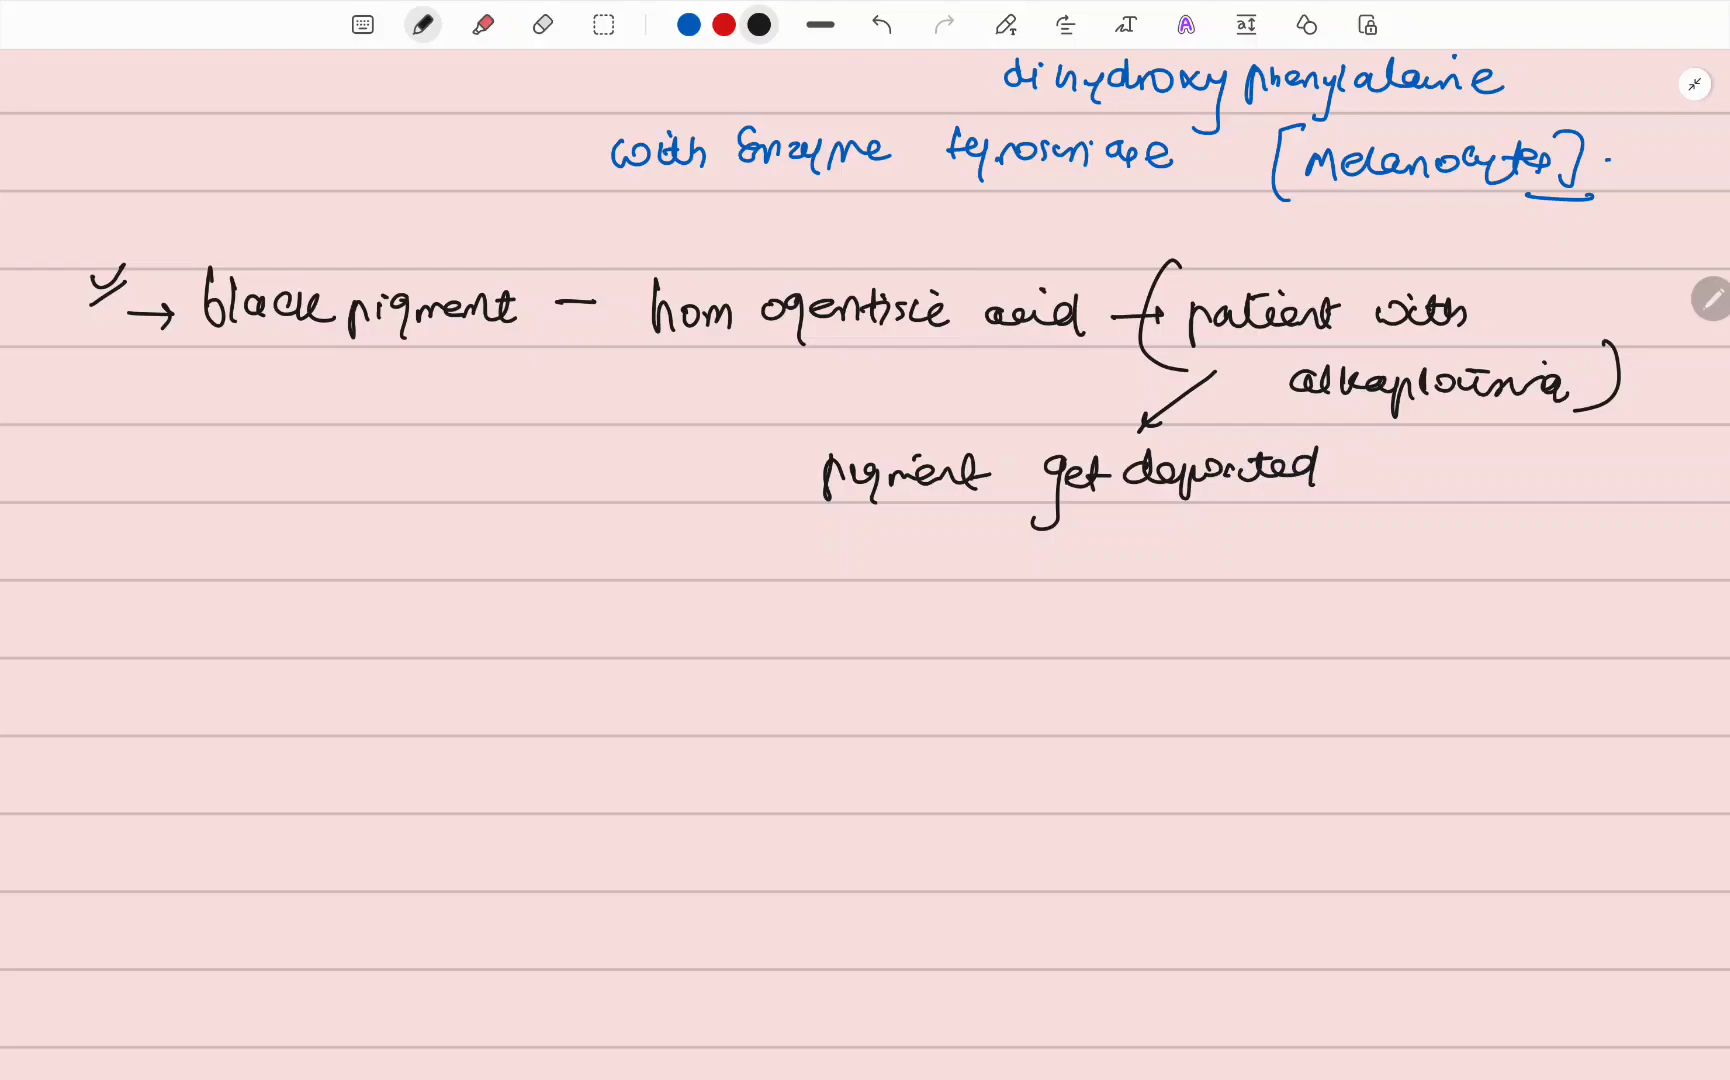 dihydroxy phenylalanine
with Enzyme tyrosinase [Melanocytes].
→ black pigment - homogentisic acid → (patient with
alkaptonuria)
pigment get deposited